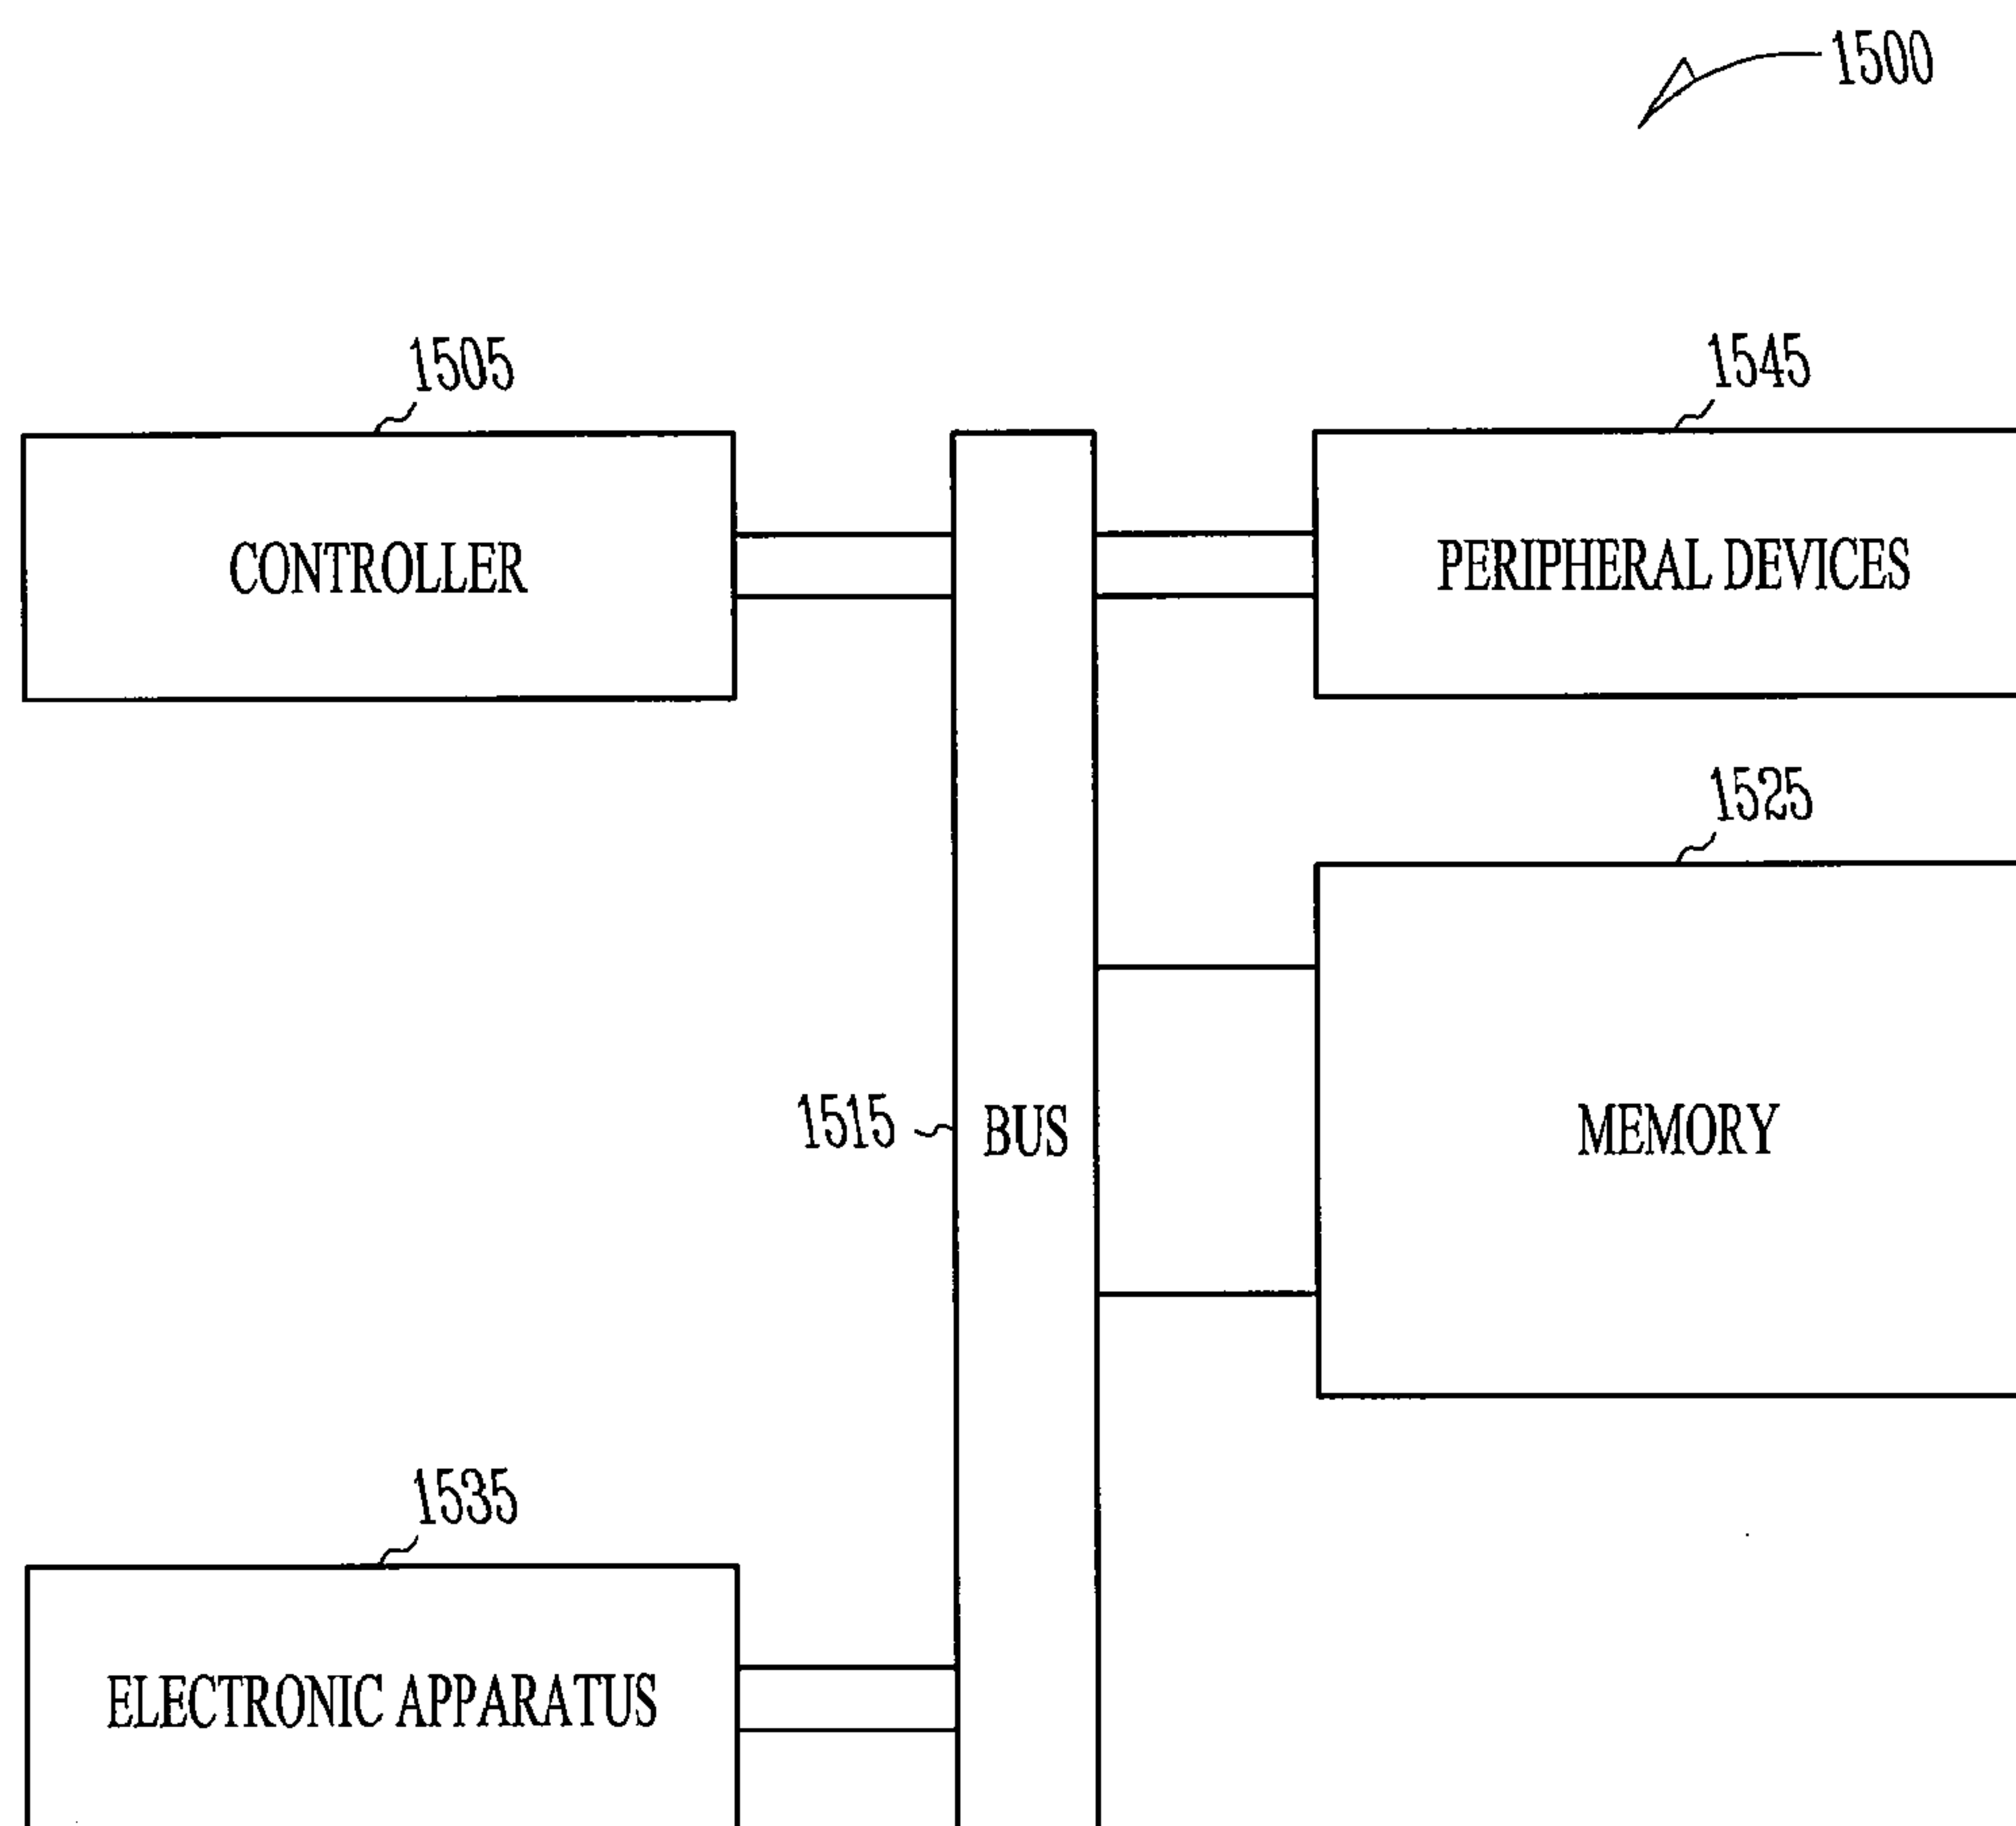 1500
1505
1545
CONTROLLER
PERIPHERAL DEVICES
1525
1515
BUS
MEMORY
1535
ELECTRONIC APPARATUS